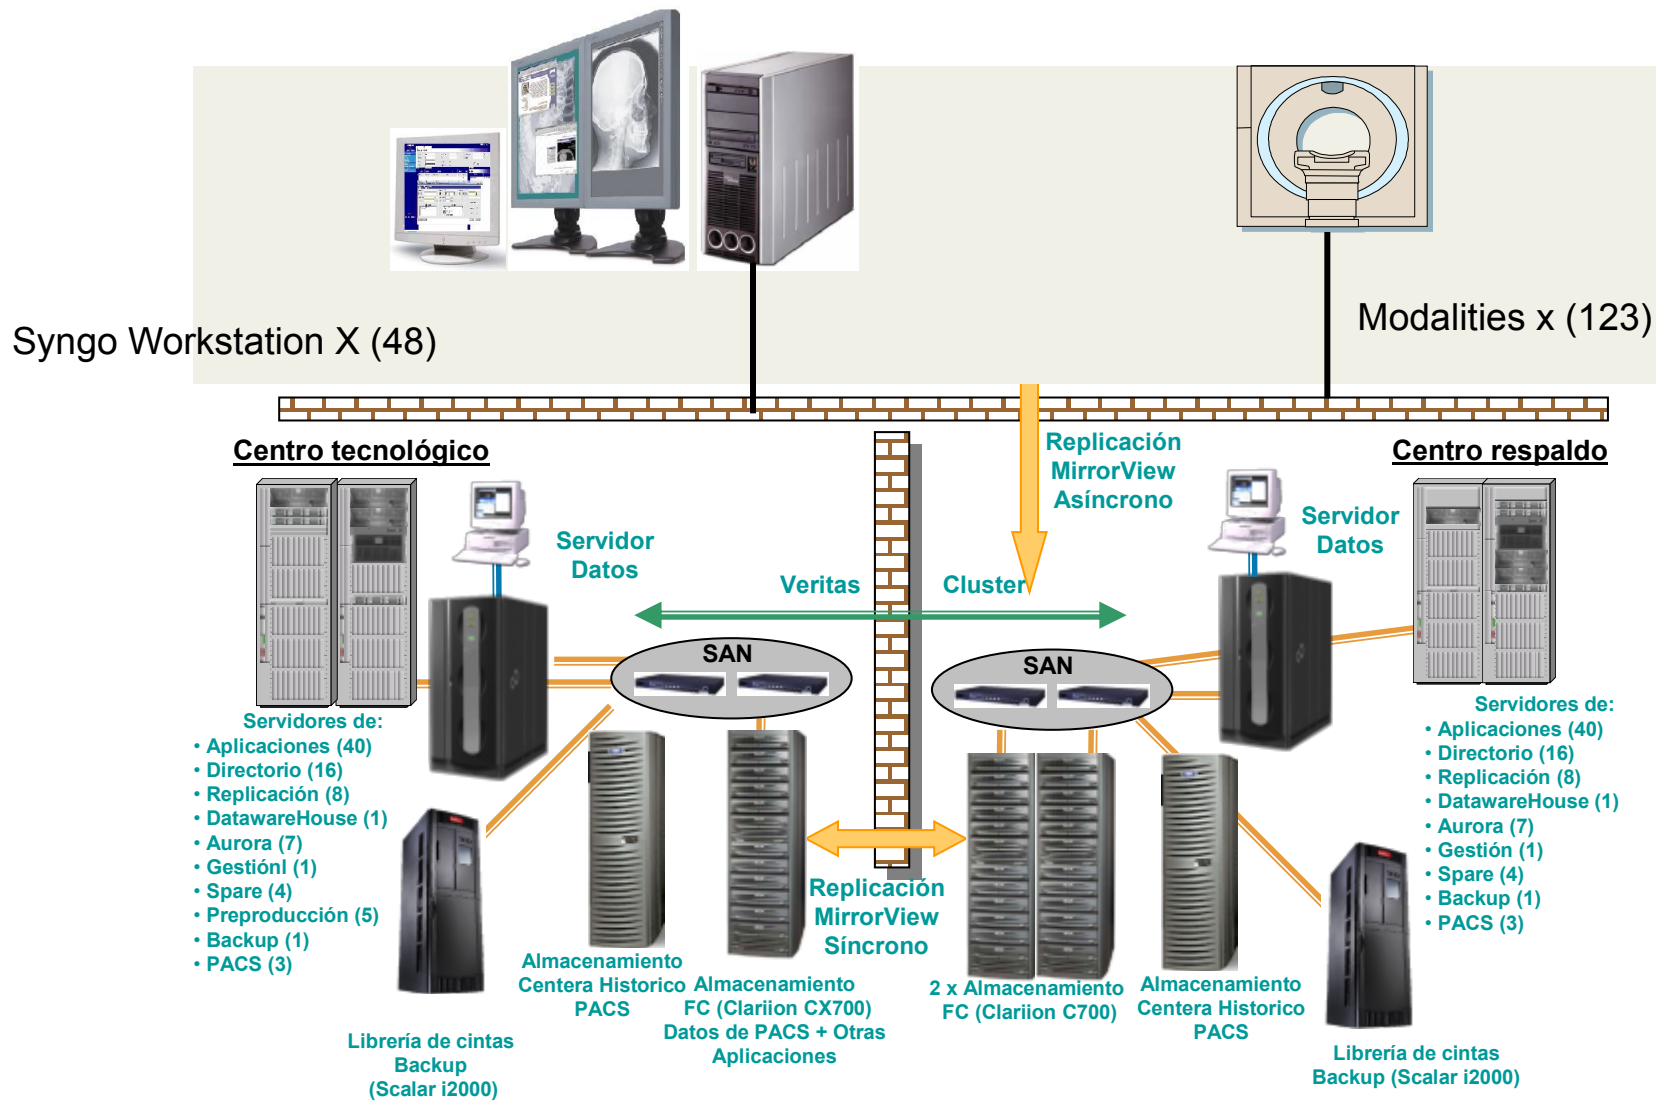 Syngo Workstation X (48)
Modalities x (123)
Centro tecnológico
Replicación
MirrorView
Asíncrono
Centro respaldo
Servidor
Datos
Servidor
Datos
Veritas
Cluster
SAN
SAN
Servidores de:
• Aplicaciones (40)
• Directorio (16)
• Replicación (8)
• DatawareHouse (1)
• Aurora (7)
• Gestiónl (1)
• Spare (4)
• Preproducción (5)
• Backup (1)
• PACS (3)
Servidores de:
• Aplicaciones (40)
• Directorio (16)
• Replicación (8)
• DatawareHouse (1)
• Aurora (7)
• Gestión (1)
• Spare (4)
• Backup (1)
• PACS (3)
Replicación
MirrorView
Síncrono
Almacenamiento
Centera Historico
PACS
Almacenamiento
FC (Clariion CX700)
Datos de PACS + Otras
Aplicaciones
2 x Almacenamiento
FC (Clariion C700)
Almacenamiento
Centera Historico
PACS
Librería de cintas
Backup
(Scalar i2000)
Librería de cintas
Backup (Scalar i2000)